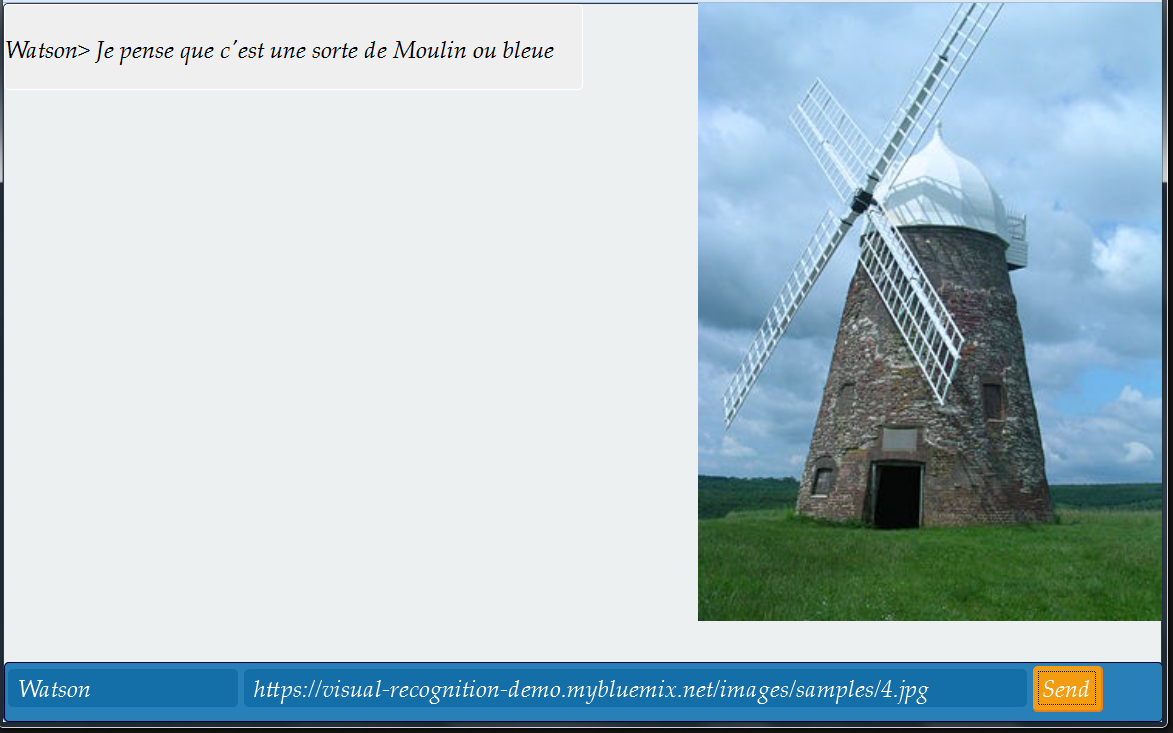 Watson> Je pense que c'est une sorte de Moulin ou bleue
Watson
https://visual-recognition-demo.mybluemix.net/images/samples/4.jpg
Send